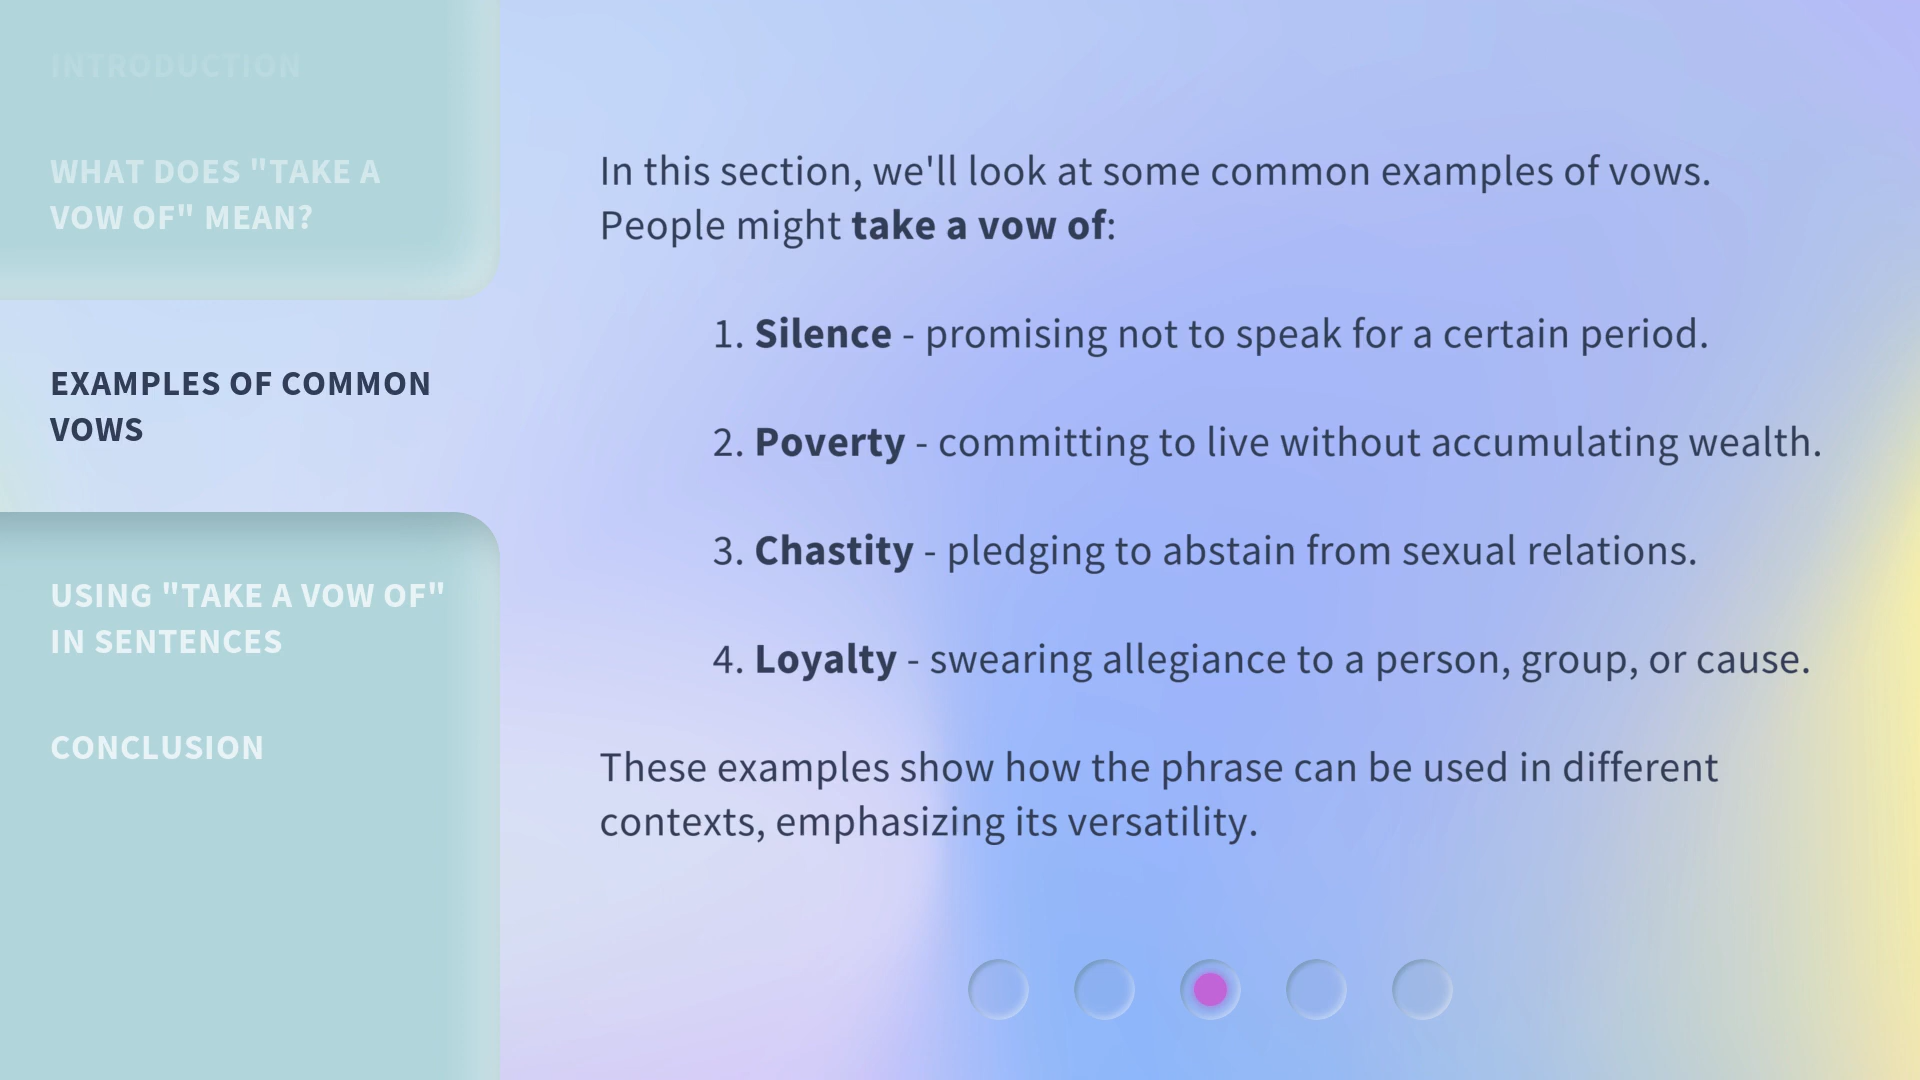 INTRODUCTION
WHAT DOES "TAKE A
VOW OF" MEAN?
EXAMPLES OF COMMON
VOWS
USING "TAKE A VOW OF"
IN SENTENCES
CONCLUSION
In this section, we'll look at some common examples of vows.
People might take a vow of:
1. Silence - promising not to speak for a certain period.
2. Poverty - committing to live without accumulating wealth.
3. Chastity - pledging to abstain from sexual relations.
4. Loyalty - swearing allegiance to a person, group, or cause.
These examples show how the phrase can be used in different
contexts, emphasizing its versatility.